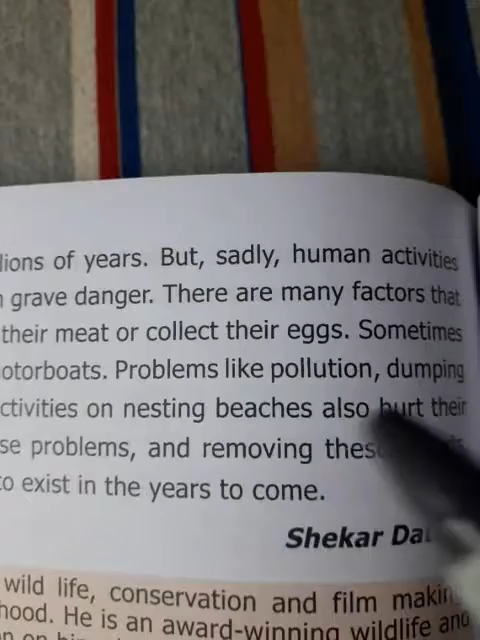 lions of years. But, sadly, human activities
grave danger. There are many factors that
their meat or collect their eggs. Sometimes
otorboats. Problems like pollution, dumping
ctivities on nesting beaches also hurt their
se problems, and removing these
to exist in the years to come.
Shekar
wild life, conservation and film making
hood. He is an award-winning wildlife and